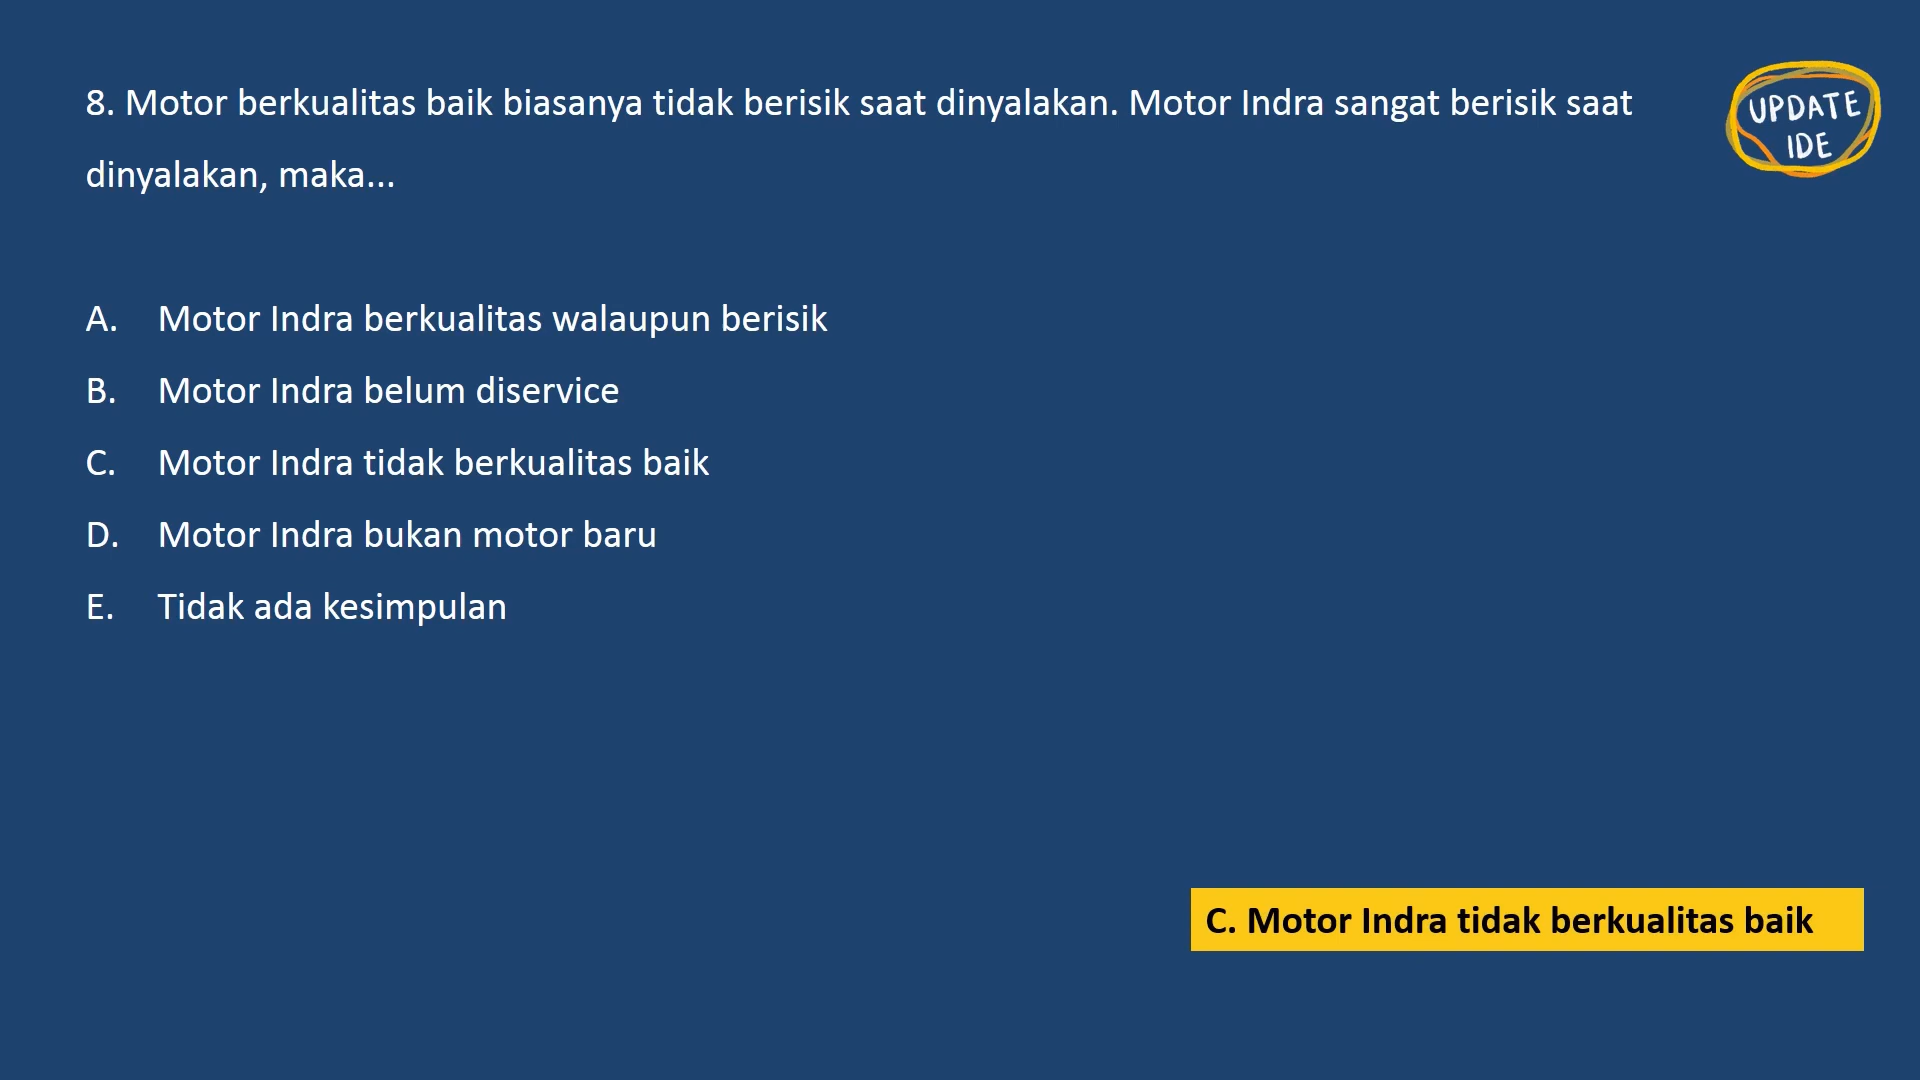 8. Motor berkualitas baik biasanya tidak berisik saat dinyalakan. Motor Indra sangat berisik saat
dinyalakan, maka...
UPDATE
IDE
A. Motor Indra berkualitas walaupun berisik
B. Motor Indra belum diservice
C. Motor Indra tidak berkualitas baik
D. Motor Indra bukan motor baru
E. Tidak ada kesimpulan
C. Motor Indra tidak berkualitas baik